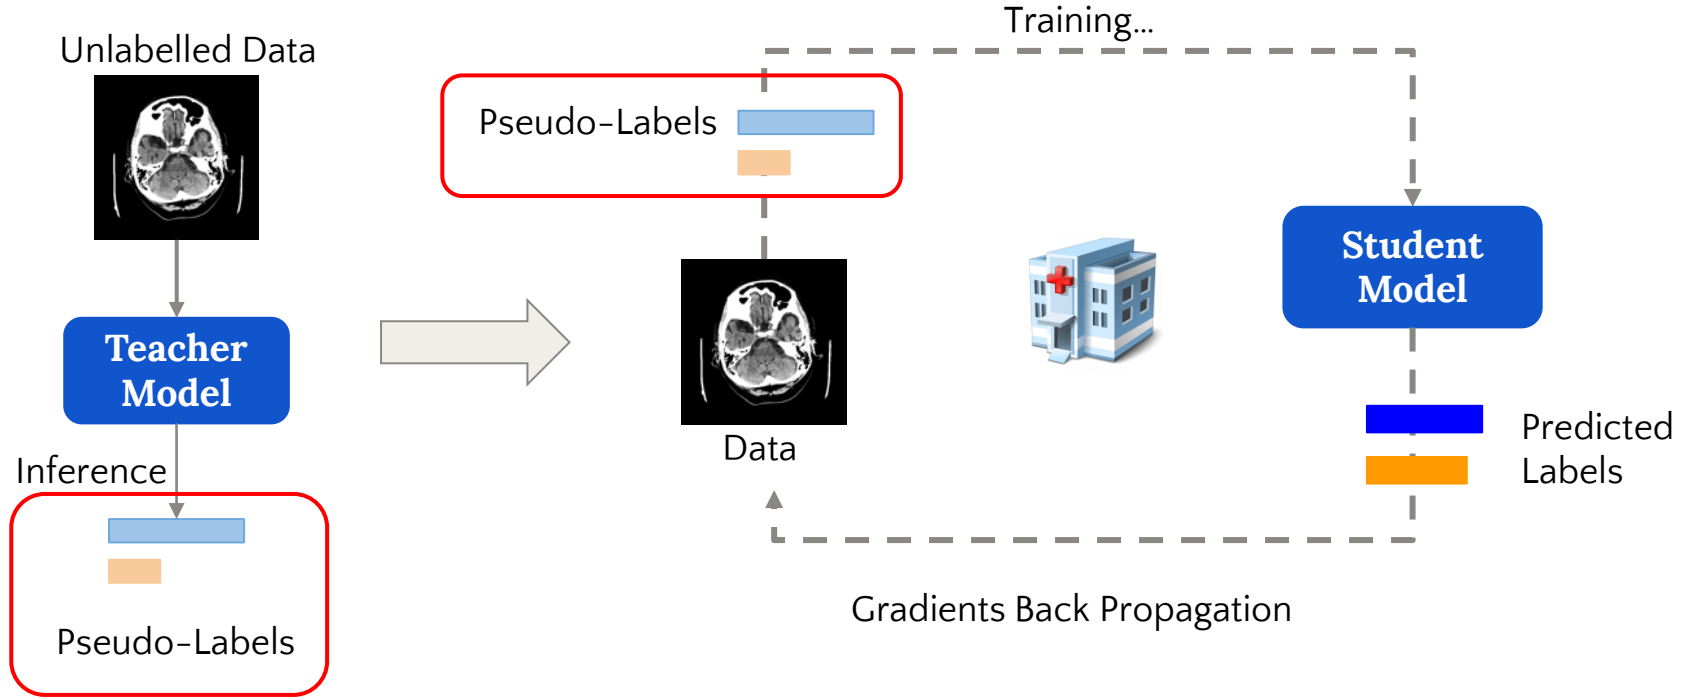 Unlabelled Data
Teacher
Model
Inference
Pseudo-Labels
Training...
Pseudo-Labels
Data
Student
Model
Predicted
Labels
Gradients Back Propagation